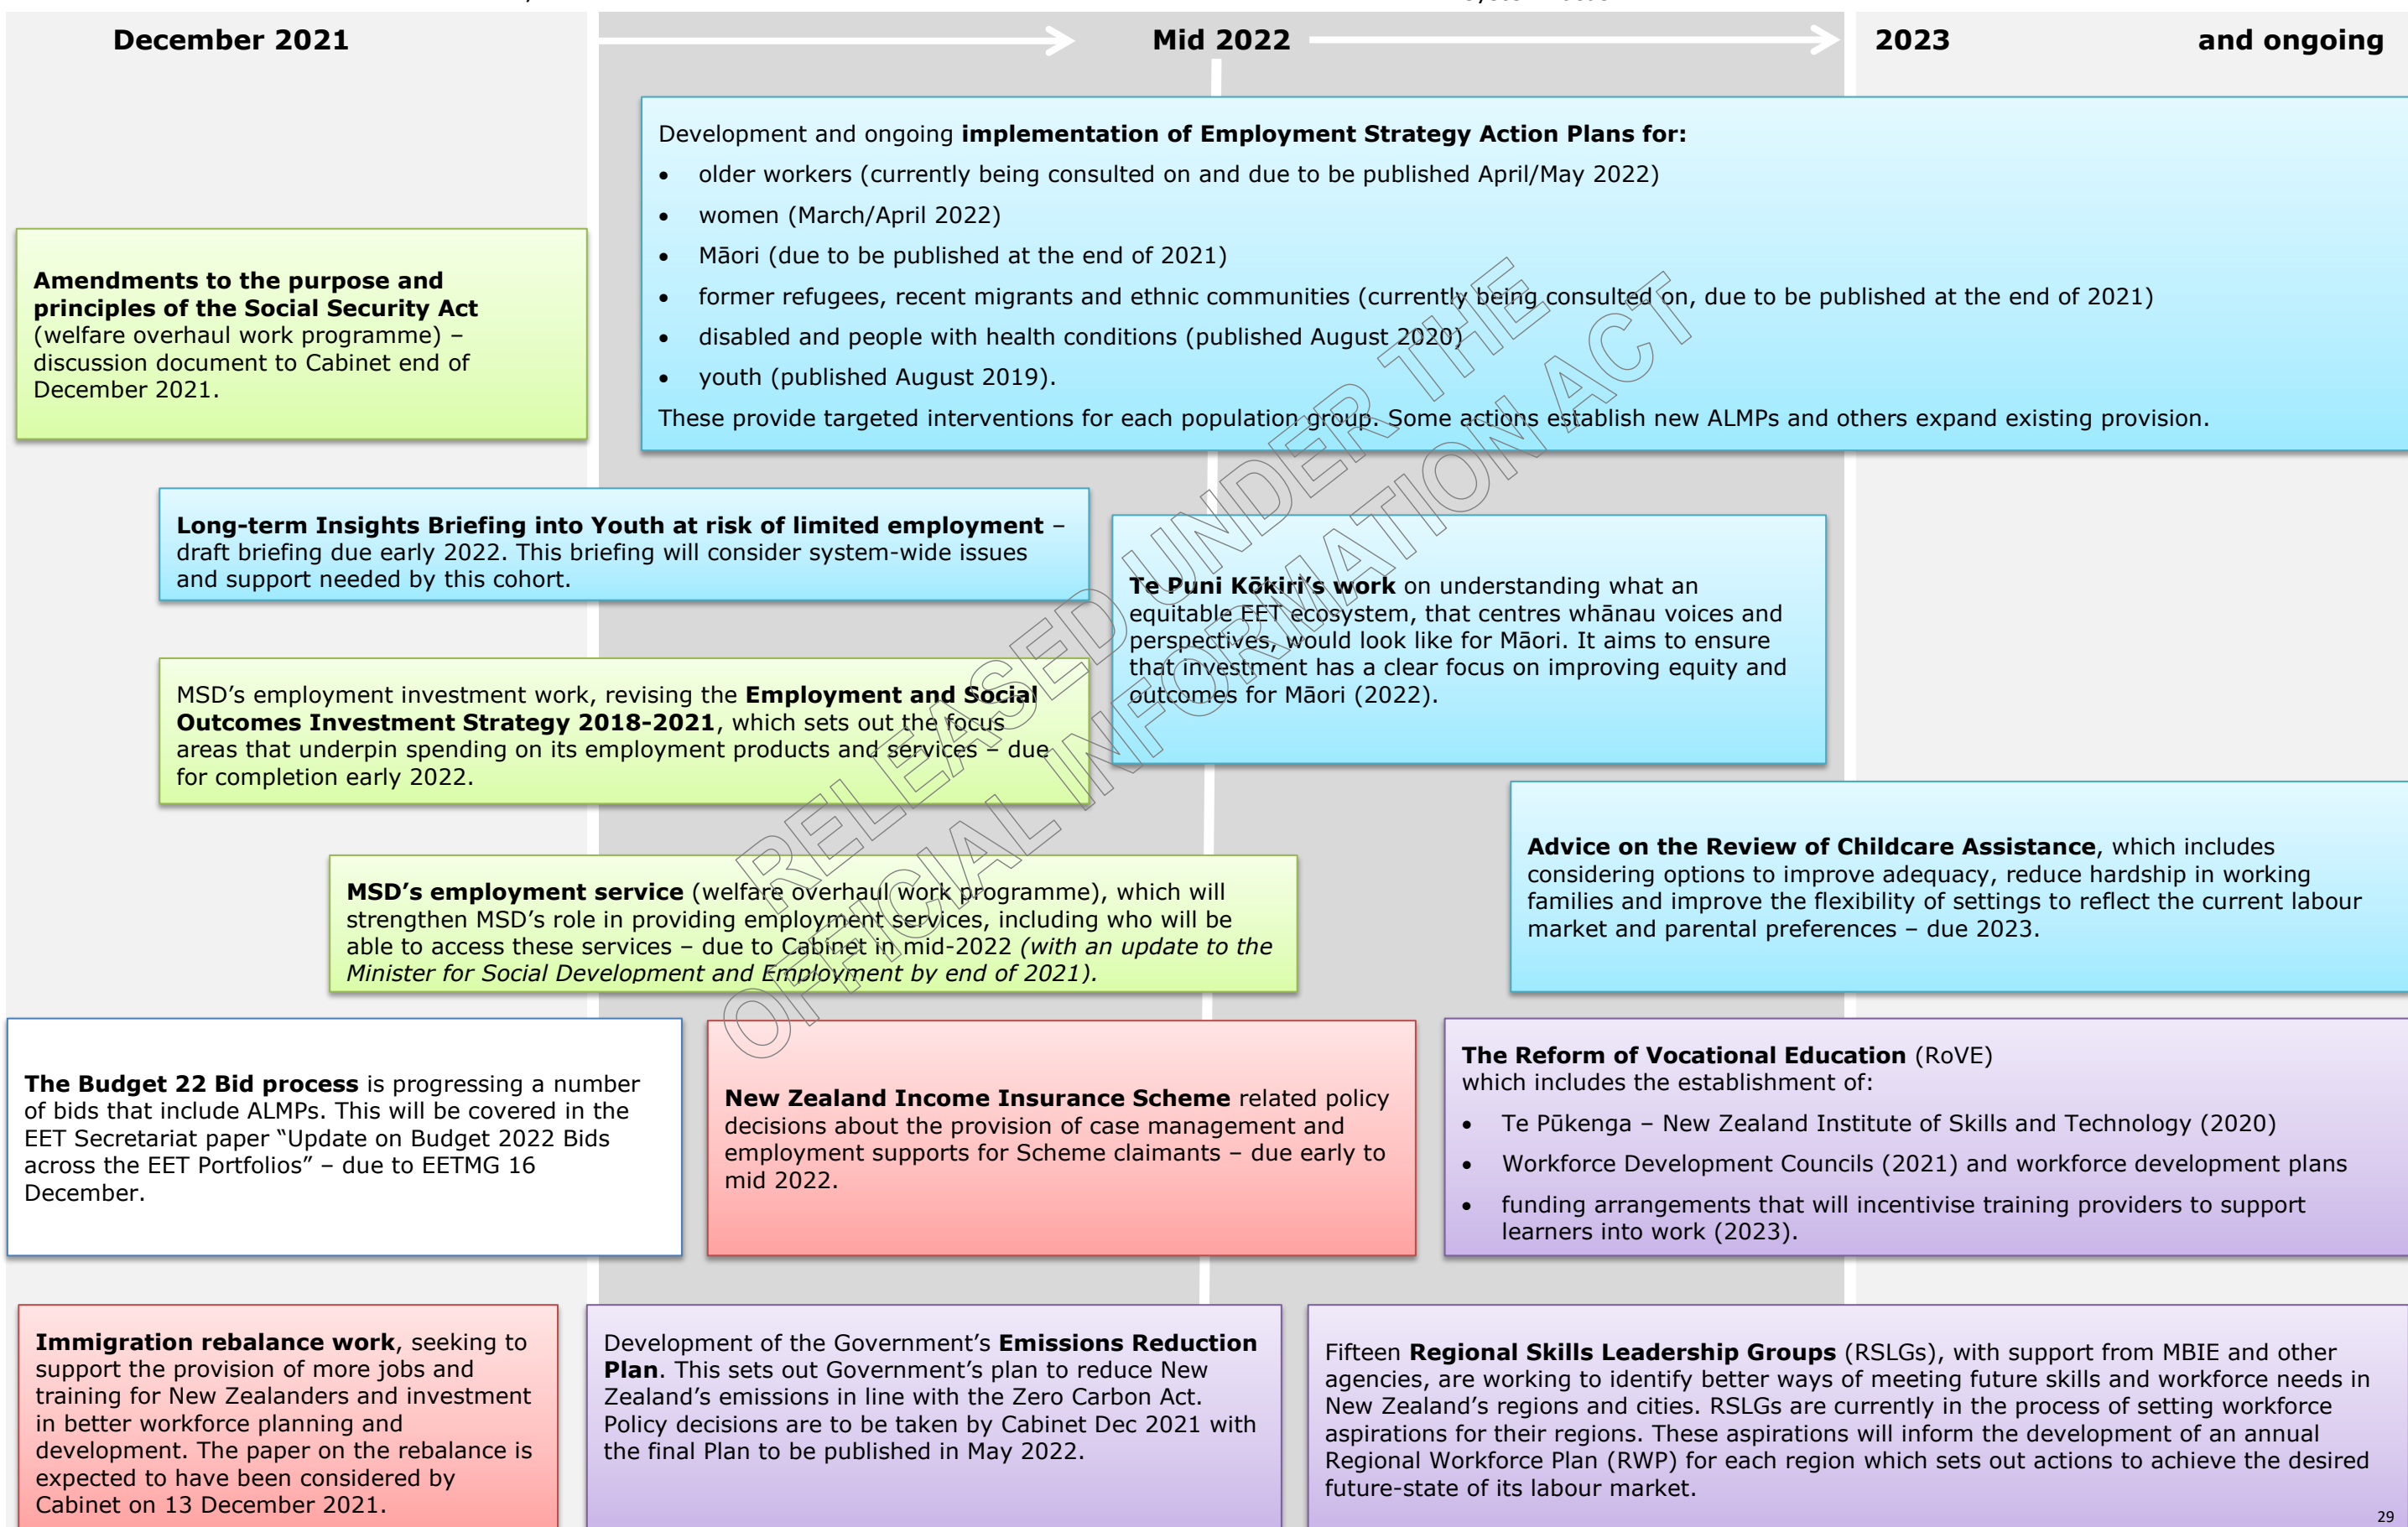 December 2021
Mid 2022
2023 and ongoing
Development and ongoing implementation of Employment Strategy Action Plans for:
• older workers (currently being consulted on and due to be published April/May 2022)
• women (March/April 2022)
• Māori (due to be published at the end of 2021)
• former refugees, recent migrants and ethnic communities (currently being consulted on, due to be published at the end of 2021)
• disabled and people with health conditions (published August 2020)
• youth (published August 2019).
These provide targeted interventions for each population group. Some actions establish new ALMPs and others expand existing provision.
Amendments to the purpose and
principles of the Social Security Act
(welfare overhaul work programme) –
discussion document to Cabinet end of
December 2021.
Long-term Insights Briefing into Youth at risk of limited employment –
draft briefing due early 2022. This briefing will consider system-wide issues
and support needed by this cohort.
Te Puni Kōkiri's work on understanding what an
equitable EET ecosystem, that centres whānau voices and
perspectives, would look like for Māori. It aims to ensure
that investment has a clear focus on improving equity and
outcomes for Māori (2022).
MSD's employment investment work, revising the Employment and Social
Outcomes Investment Strategy 2018-2021, which sets out the focus
areas that underpin spending on its employment products and services – due
for completion early 2022.
Advice on the Review of Childcare Assistance, which includes
considering options to improve adequacy, reduce hardship in working
families and improve the flexibility of settings to reflect the current labour
market and parental preferences – due 2023.
MSD's employment service (welfare overhaul work programme), which will
strengthen MSD's role in providing employment services, including who will be
able to access these services – due to Cabinet in mid-2022 (with an update to the
Minister for Social Development and Employment by end of 2021).
The Budget 22 Bid process is progressing a number
of bids that include ALMPs. This will be covered in the
EET Secretariat paper "Update on Budget 2022 Bids
across the EET Portfolios" – due to EETMG 16
December.
New Zealand Income Insurance Scheme related policy
decisions about the provision of case management and
employment supports for Scheme claimants – due early to
mid 2022.
The Reform of Vocational Education (RoVE)
which includes the establishment of:
• Te Pūkenga – New Zealand Institute of Skills and Technology (2020)
• Workforce Development Councils (2021) and workforce development plans
• funding arrangements that will incentivise training providers to support
learners into work (2023).
Immigration rebalance work, seeking to
support the provision of more jobs and
training for New Zealanders and investment
in better workforce planning and
development. The paper on the rebalance is
expected to have been considered by
Cabinet on 13 December 2021.
Development of the Government's Emissions Reduction
Plan. This sets out Government's plan to reduce New
Zealand's emissions in line with the Zero Carbon Act.
Policy decisions are to be taken by Cabinet Dec 2021 with
the final Plan to be published in May 2022.
Fifteen Regional Skills Leadership Groups (RSLGs), with support from MBIE and other
agencies, are working to identify better ways of meeting future skills and workforce needs in
New Zealand's regions and cities. RSLGs are currently in the process of setting workforce
aspirations for their regions. These aspirations will inform the development of an annual
Regional Workforce Plan (RWP) for each region which sets out actions to achieve the desired
future-state of its labour market.
29
RELEASED UNDER THE
OFFICIAL INFORMATION ACT